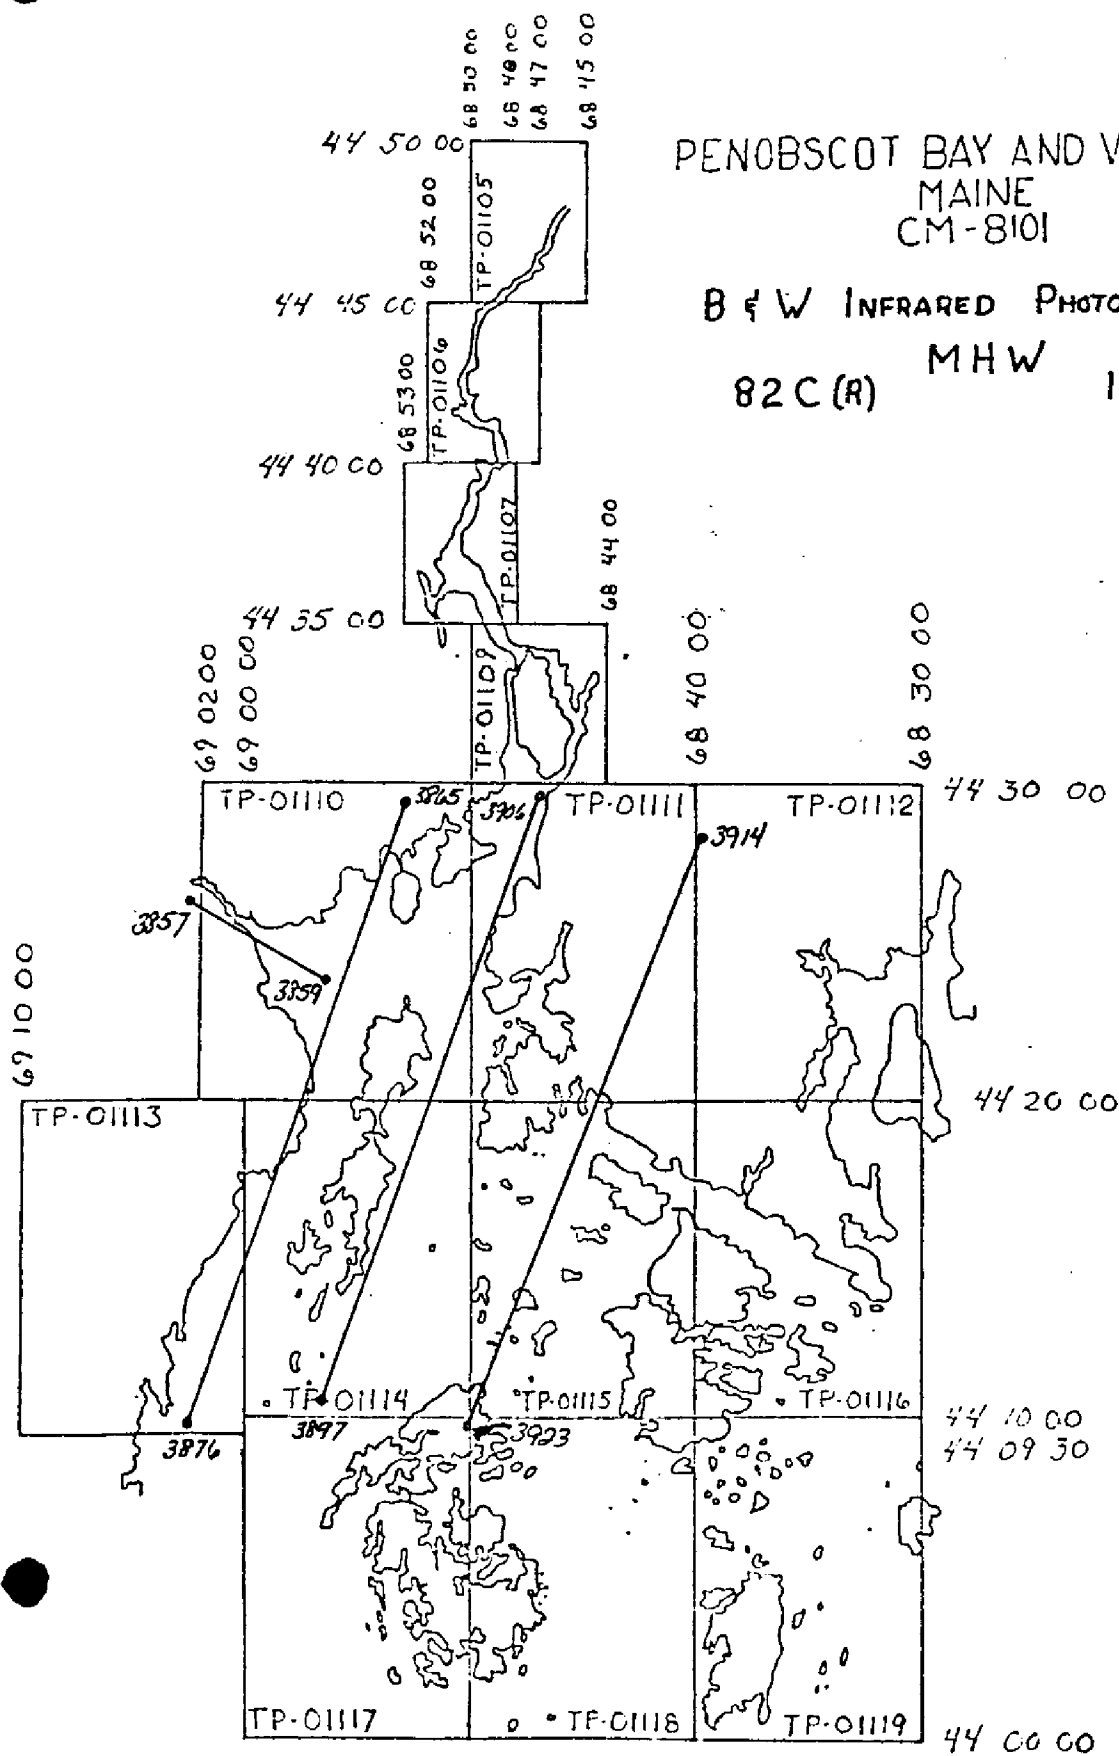 68 50 00
68 48 00
68 47 00
68 45 00
44 50 00
PENOBSCOT BAY AND V
MAINE
CM-8101
68 52 00
TP-01105
44 45 00
B & W INFRARED PHOTO
MHW
82C (R)
1
68 53 00
TP-01106
44 40 00
TP-01107
68 44 00
44 35 00
69 02 00
69 00 00
TP-01109
68 40 00
68 30 00
TP-01110
3865
3906
TP-01111
TP-01112
44 30 00
3914
3857
3859
69 10 00
TP-01113
44 20 00
TP-01114
TP-01115
TP-01116
44 10 00
3876
3897
3923
44 09 30
TP-01117
TP-01118
TP-01119
44 00 00